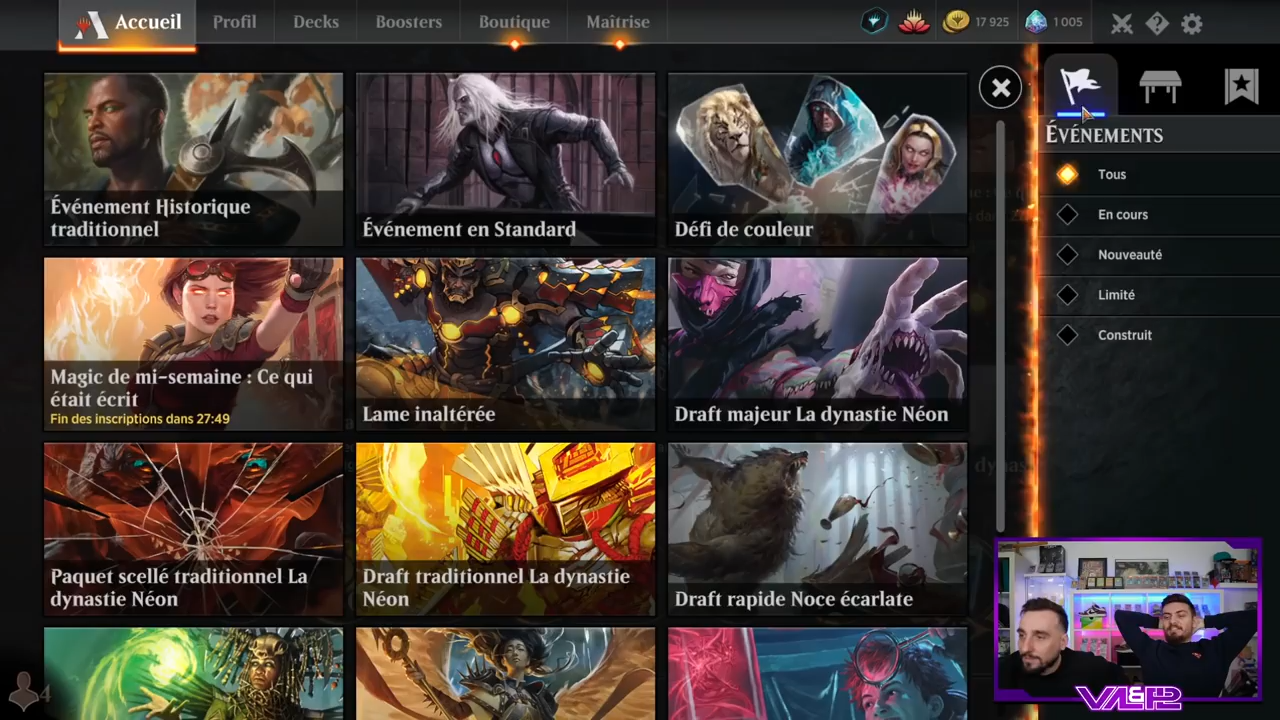 Accueil
Profil
Decks
Boosters
Boutique
Maîtrise
17 925
1 005
Événement Historique
traditionnel
Événement en Standard
Défi de couleur
Magic de mi-semaine : Ce qui
était écrit
Fin des inscriptions dans 27:49
Lame inaltérée
Draft majeur La dynastie Néon
Paquet scellé traditionnel La
dynastie Néon
Draft traditionnel La dynastie
Néon
Draft rapide Noce écarlate
ÉVÉNEMENTS
Tous
En cours
Nouveauté
Limité
Construit
4